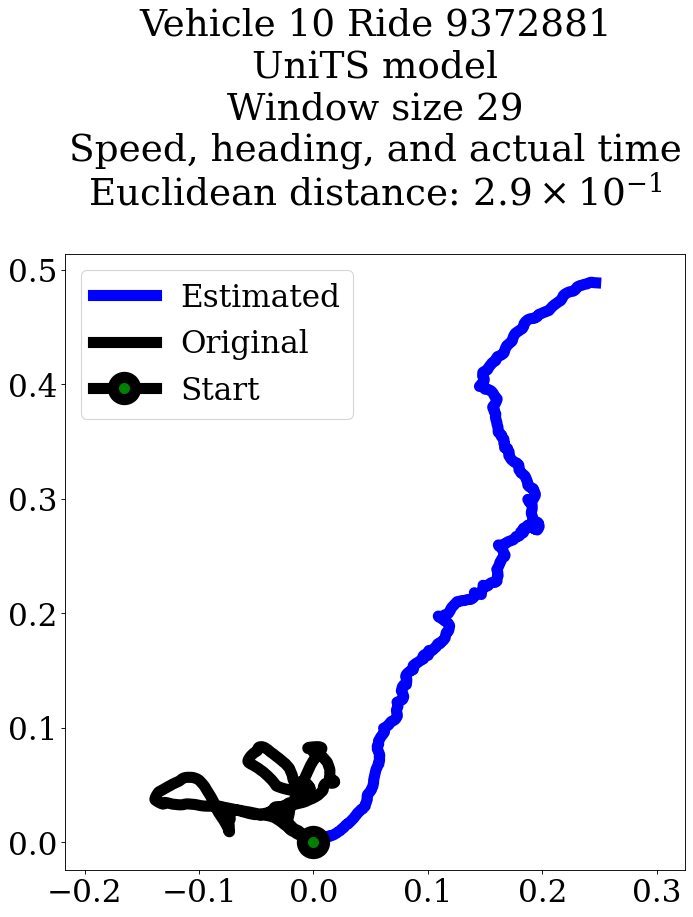 Vehicle 10 Ride 9372881
UniTS model
Window size 29
Speed, heading, and actual time
Euclidean distance: 2.9 × 10⁻¹
Estimated
Original
Start
0.5
0.4
0.3
0.2
0.1
0.0
−0.2 −0.1 0.0 0.1 0.2 0.3